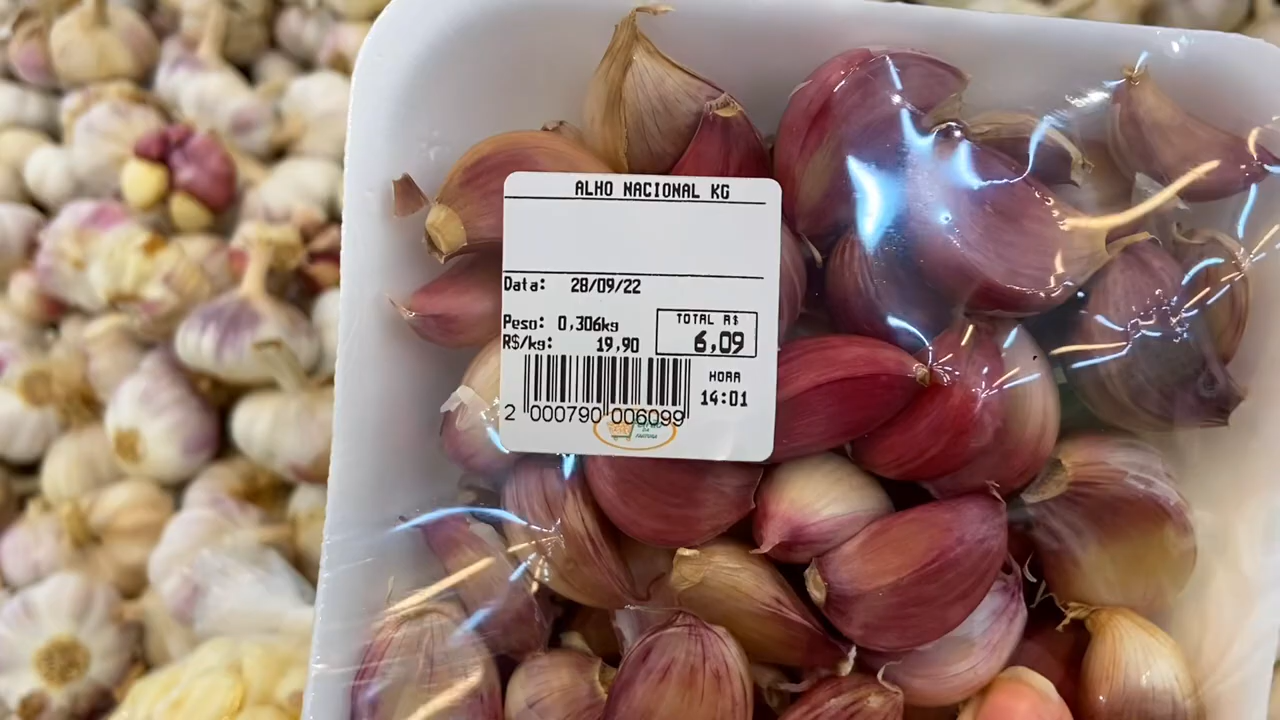 ALHO NACIONAL KG
Data: 28/09/22
Peso: 0,306kg
R$/kg: 19,90
TOTAL R$
6,09
HORA
14:01
2 000790 006099